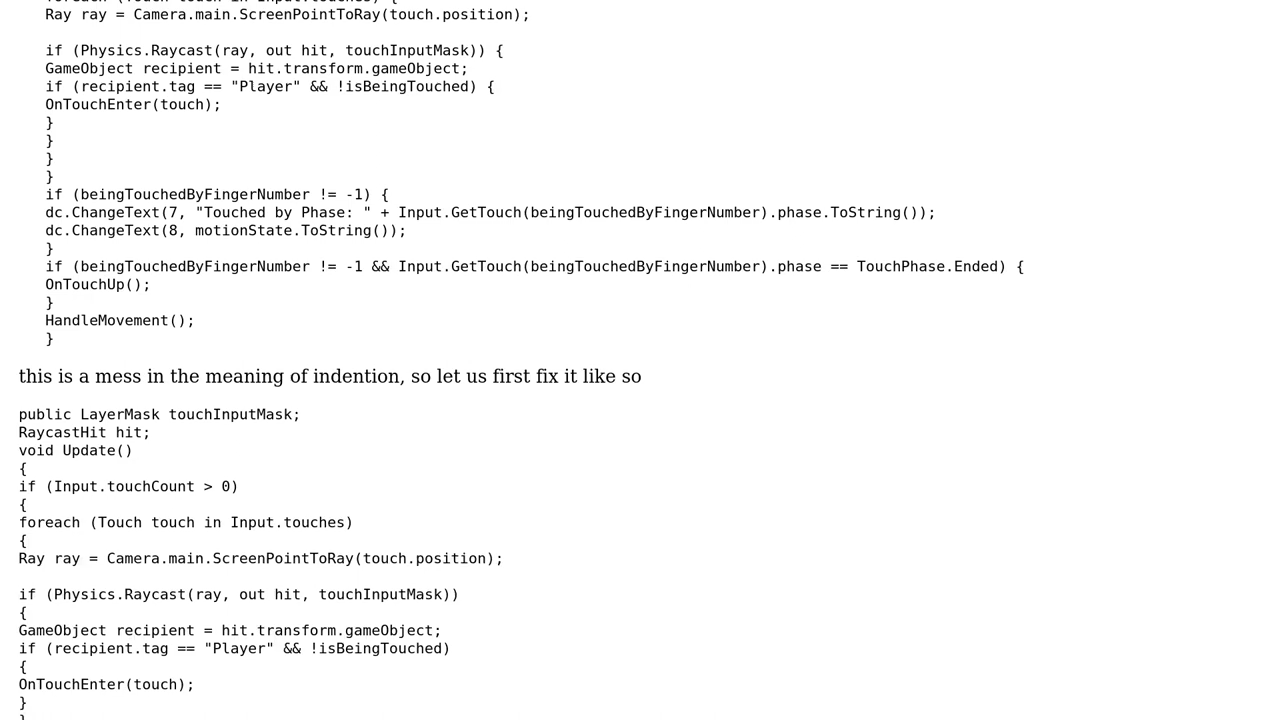 foreach (Touch touch in Input.touches) {
Ray ray = Camera.main.ScreenPointToRay(touch.position);

if (Physics.Raycast(ray, out hit, touchInputMask)) {
GameObject recipient = hit.transform.gameObject;
if (recipient.tag == "Player" && !isBeingTouched) {
OnTouchEnter(touch);
}
}
}
}
if (beingTouchedByFingerNumber != -1) {
dc.ChangeText(7, "Touched by Phase: " + Input.GetTouch(beingTouchedByFingerNumber).phase.ToString());
dc.ChangeText(8, motionState.ToString());
}
if (beingTouchedByFingerNumber != -1 && Input.GetTouch(beingTouchedByFingerNumber).phase == TouchPhase.Ended) {
OnTouchUp();
}
HandleMovement();
}
this is a mess in the meaning of indention, so let us first fix it like so
public LayerMask touchInputMask;
RaycastHit hit;
void Update()
{
if (Input.touchCount > 0)
{
foreach (Touch touch in Input.touches)
{
Ray ray = Camera.main.ScreenPointToRay(touch.position);

if (Physics.Raycast(ray, out hit, touchInputMask))
{
GameObject recipient = hit.transform.gameObject;
if (recipient.tag == "Player" && !isBeingTouched)
{
OnTouchEnter(touch);
}
}